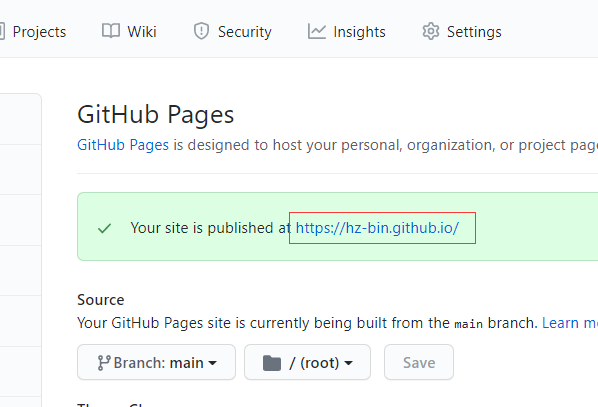 Projects Wiki Security Insights Settings
GitHub Pages
GitHub Pages is designed to host your personal, organization, or project
Your site is published at https://hz-bin.github.io/
Source
Your GitHub Pages site is currently being built from the main branch. Learn
Branch: main / (root) Save